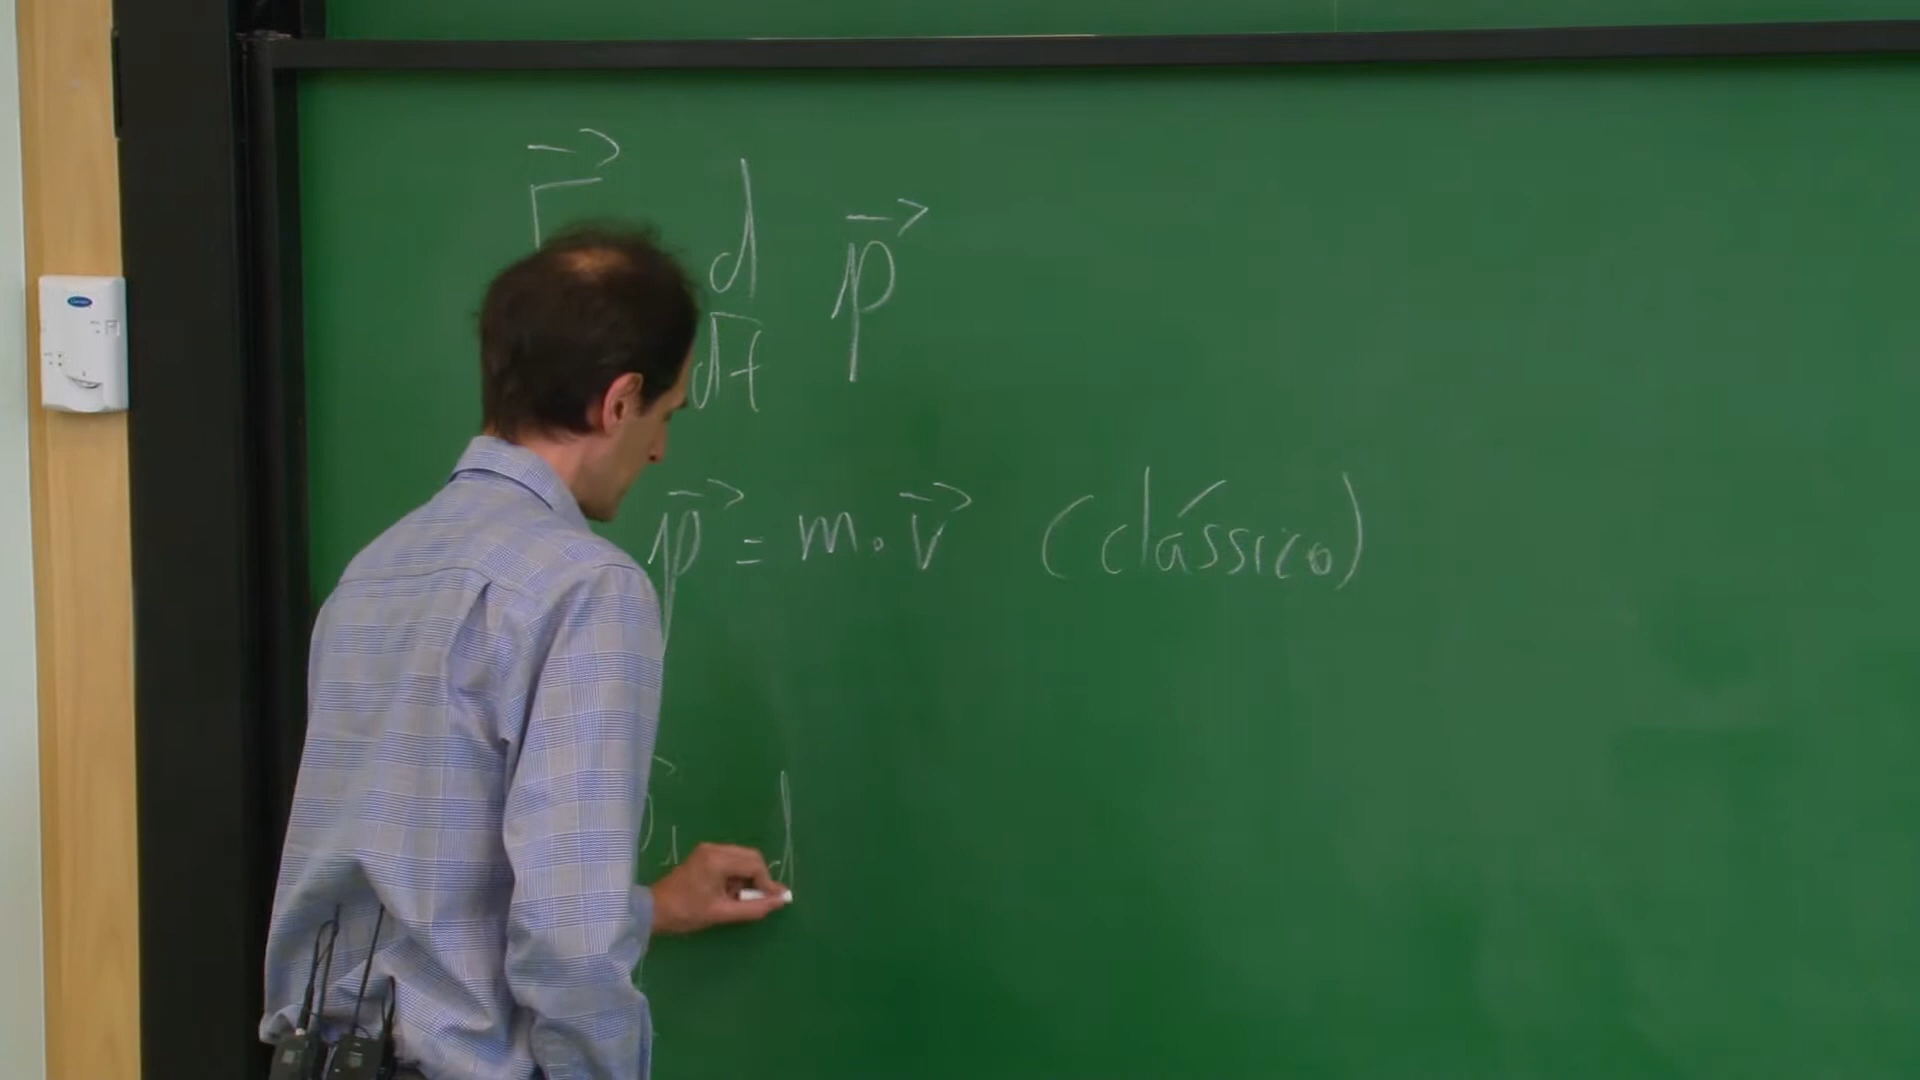 F⃗ d/dt p⃗
p⃗ = m · v⃗ (clássico)
d